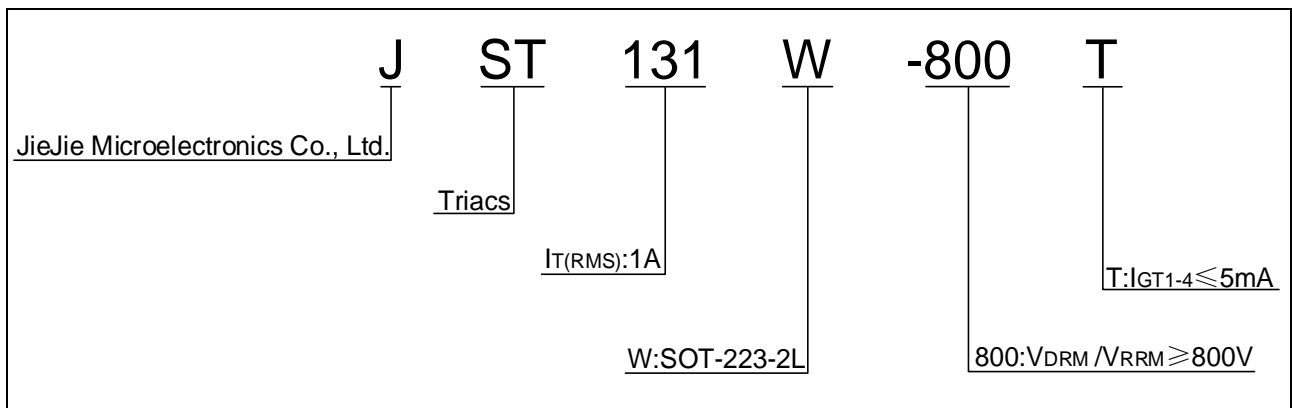 J ST 131 W -800 T
JieJie Microelectronics Co., Ltd.
Triacs
IT(RMS):1A
T:IGT1-4≤5mA
W:SOT-223-2L
800:VDRM /VRRM≥800V